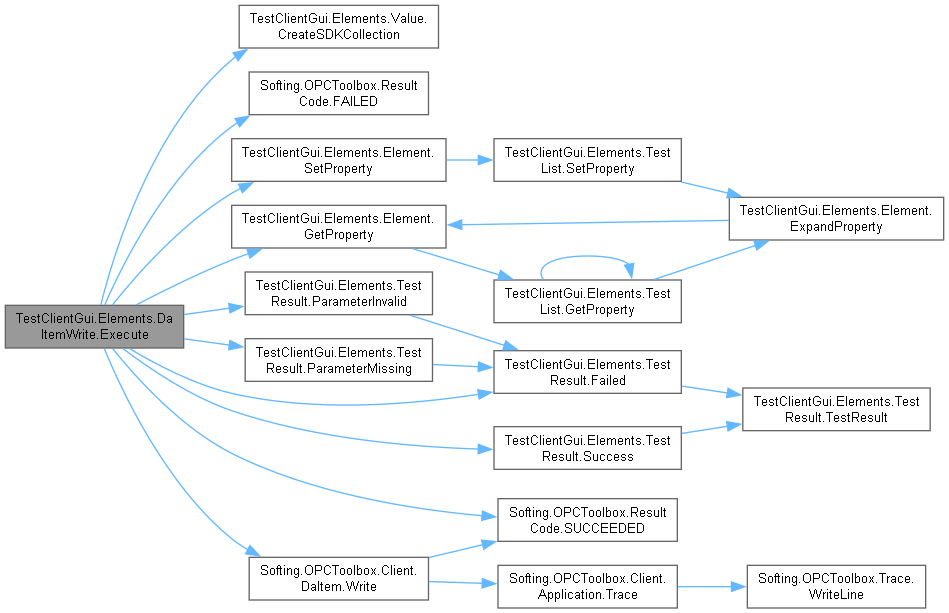 TestClientGui.Elements.Value.
CreateSDKCollection
Softing.OPCToolbox.Result
Code.FAILED
TestClientGui.Elements.Element.
SetProperty
TestClientGui.Elements.Test
List.SetProperty
TestClientGui.Elements.Element.
ExpandProperty
TestClientGui.Elements.Element.
GetProperty
TestClientGui.Elements.Test
List.GetProperty
TestClientGui.Elements.Test
Result.ParameterInvalid
TestClientGui.Elements.Da
ItemWrite.Execute
TestClientGui.Elements.Test
Result.ParameterMissing
TestClientGui.Elements.Test
Result.Failed
TestClientGui.Elements.Test
Result.TestResult
TestClientGui.Elements.Test
Result.Success
Softing.OPCToolbox.Result
Code.SUCCEEDED
Softing.OPCToolbox.Client.
DaItem.Write
Softing.OPCToolbox.Client.
Application.Trace
Softing.OPCToolbox.Trace.
WriteLine